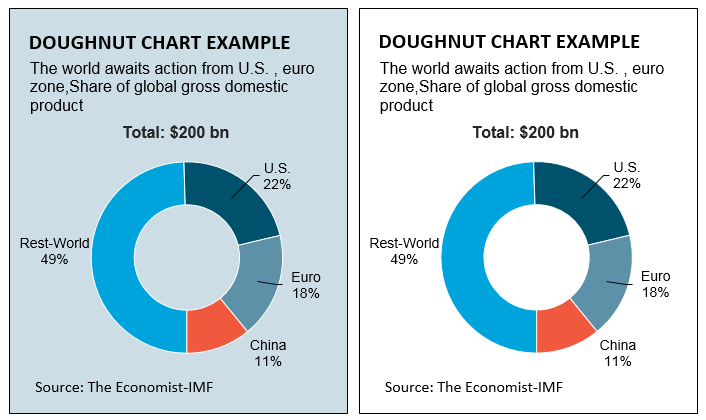 DOUGHNUT CHART EXAMPLE
The world awaits action from U.S. , euro
zone,Share of global gross domestic
product
Total: $200 bn
U.S.
22%
Rest-World
49%
Euro
18%
China
11%
Source: The Economist-IMF
DOUGHNUT CHART EXAMPLE
The world awaits action from U.S. , euro
zone,Share of global gross domestic
product
Total: $200 bn
U.S.
22%
Rest-World
49%
Euro
18%
China
11%
Source: The Economist-IMF